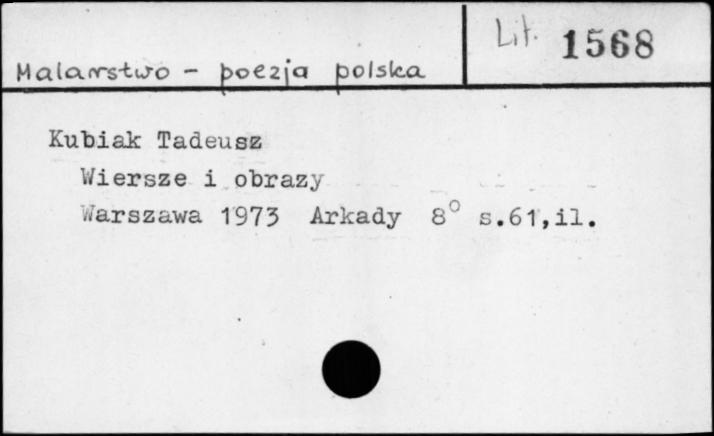 Lit. 1568
Malarstwo - poezja polska
Kubiak Tadeusz
Wiersze i obrazy
Warszawa 1973 Arkady 8° s.61,il.